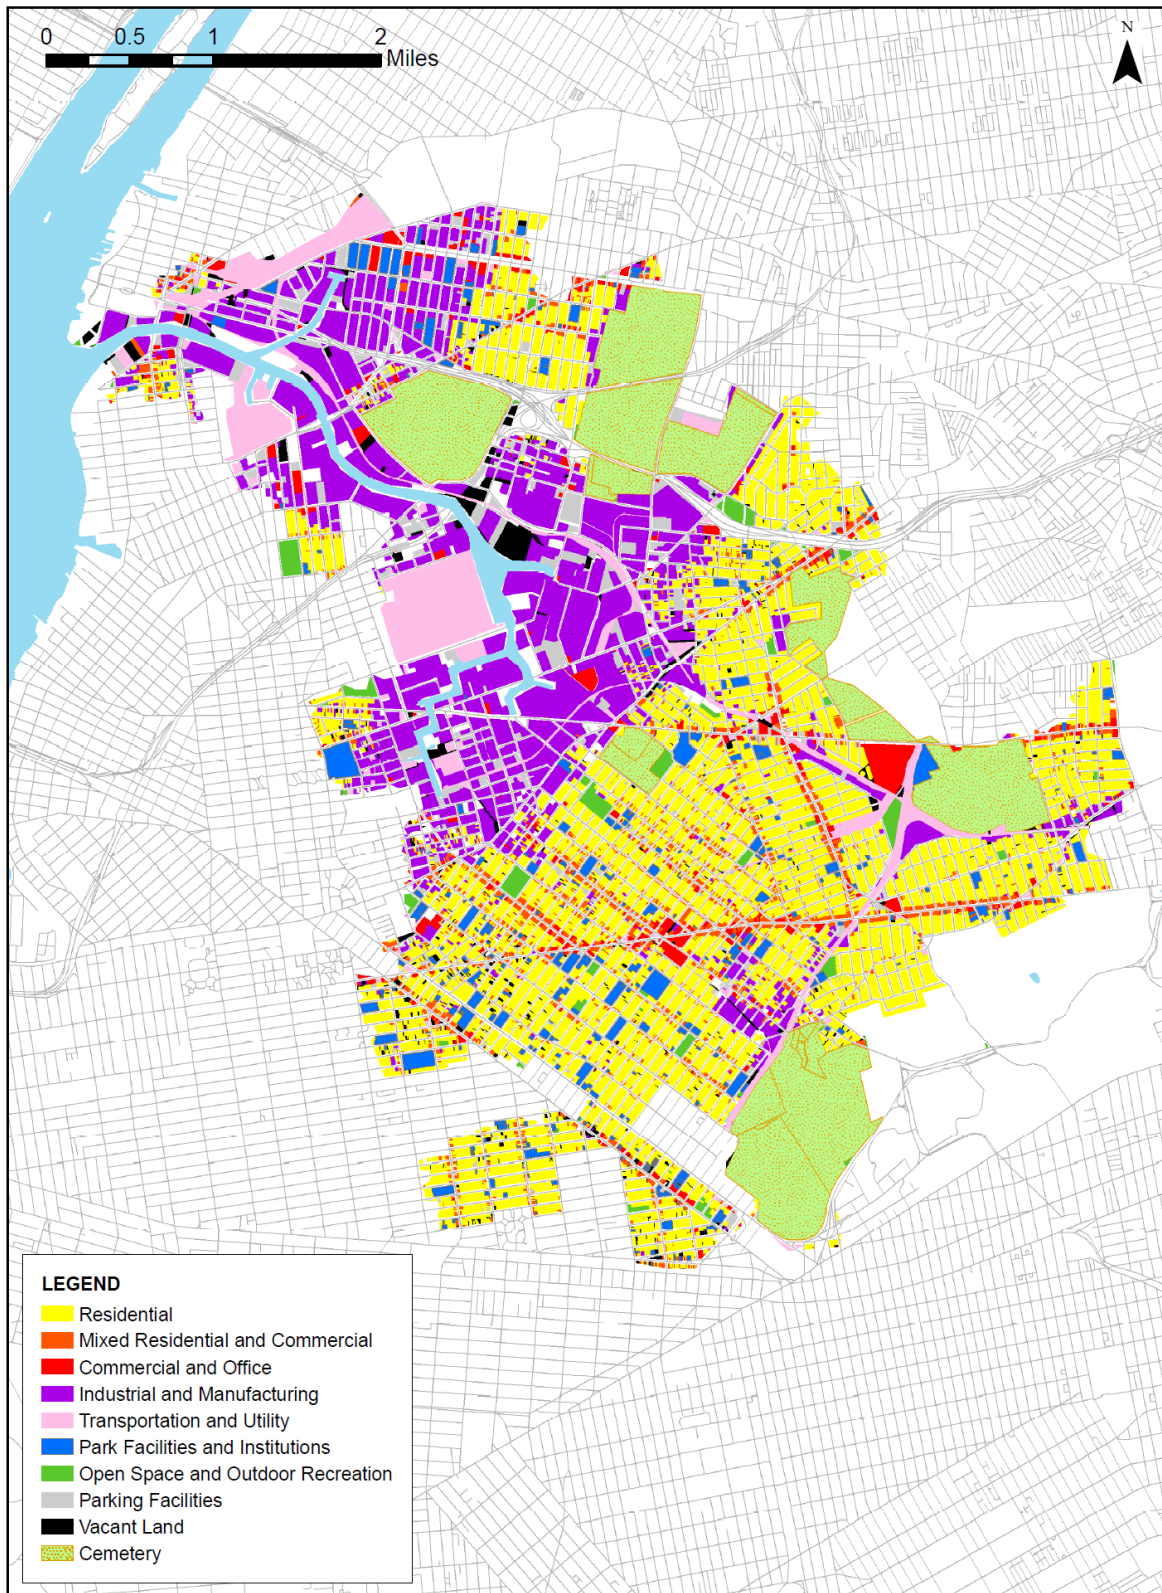 0 0.5 1 2
Miles
N
LEGEND
Residential
Mixed Residential and Commercial
Commercial and Office
Industrial and Manufacturing
Transportation and Utility
Park Facilities and Institutions
Open Space and Outdoor Recreation
Parking Facilities
Vacant Land
Cemetery